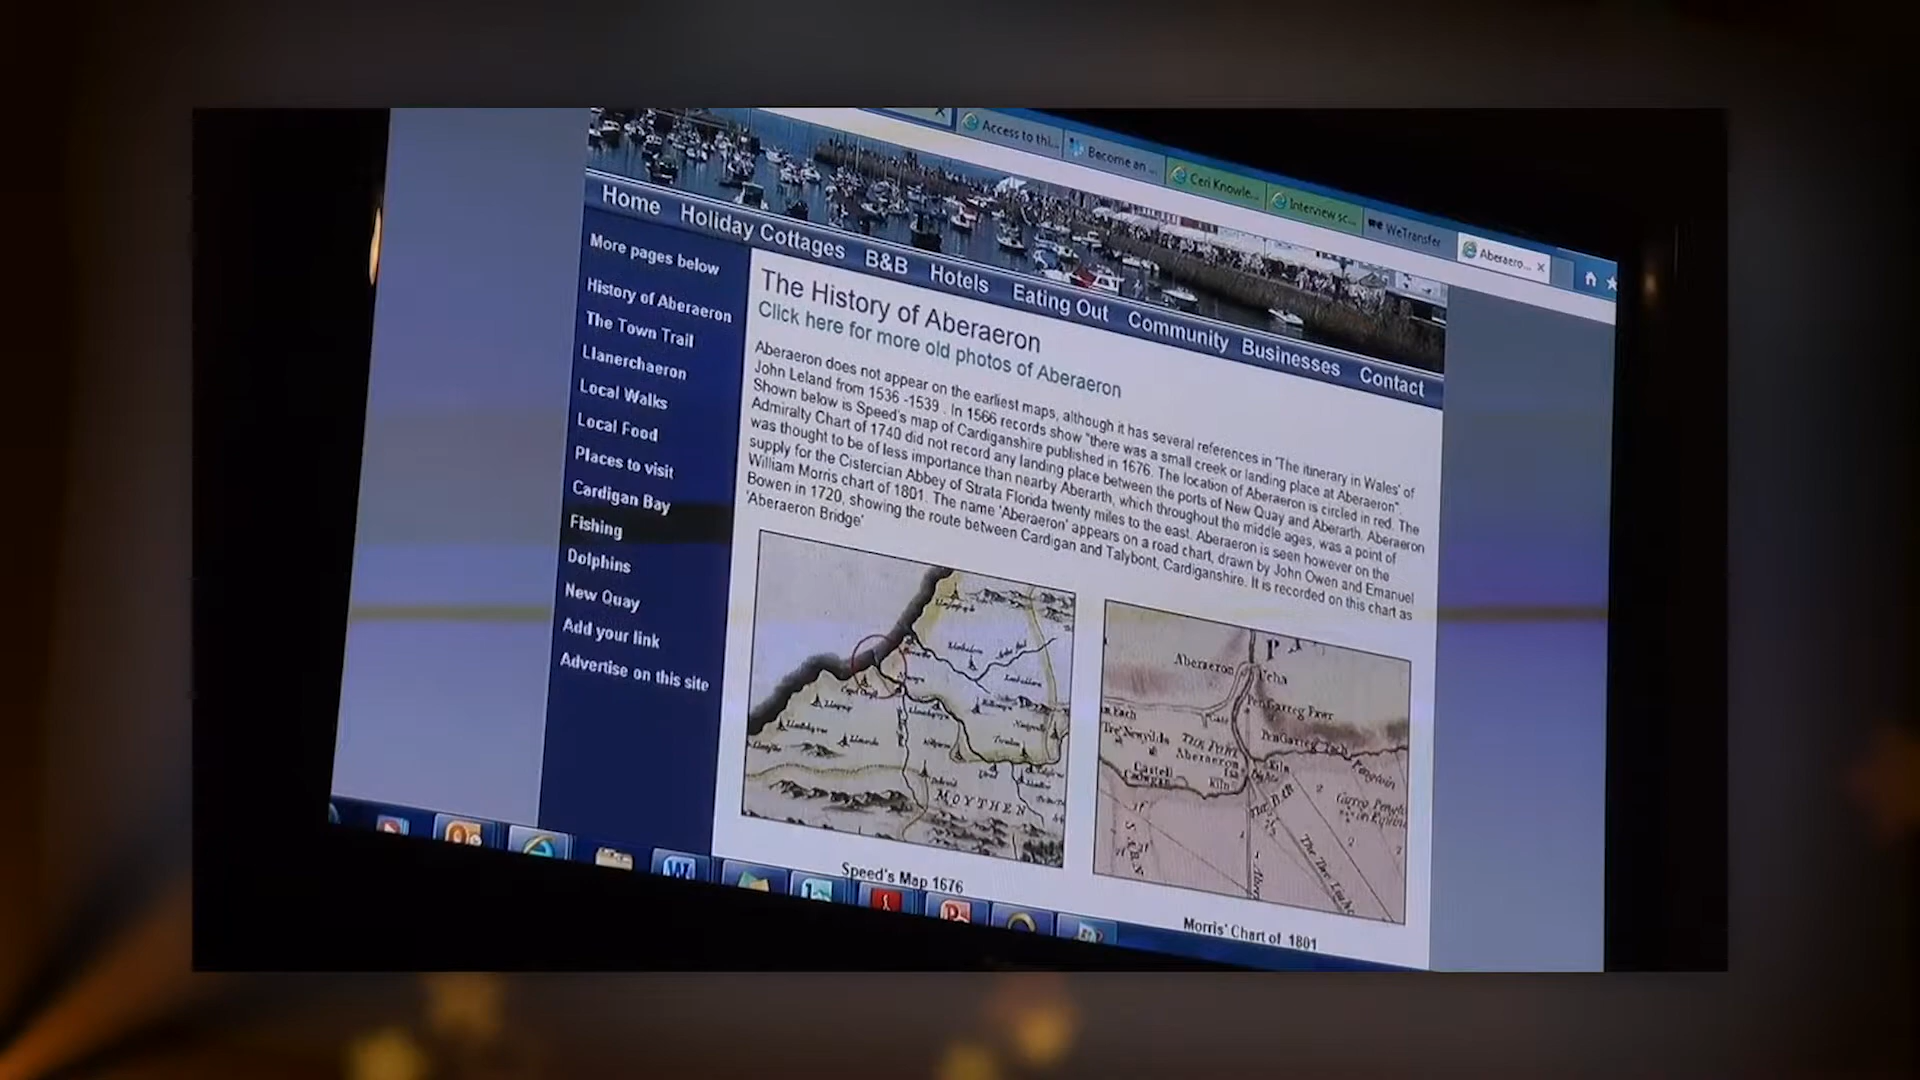 Access to thi...
Become an ...
Ceri Knowle...
Interview sc...
WeTransfer
Aberaero...
Home Holiday Cottages B&B Hotels Eating Out Community Businesses Contact
More pages below
History of Aberaeron
The Town Trail
Llanerchaeron
Local Walks
Local Food
Places to visit
Cardigan Bay
Fishing
Dolphins
New Quay
Add your link
Advertise on this site
The History of Aberaeron
Click here for more old photos of Aberaeron
Aberaeron does not appear on the earliest maps, although it has several references in 'The itinerary in Wales' of
John Leland from 1536 -1539 . In 1566 records show "there was a small creek or landing place at Aberaeron".
Shown below is Speed's map of Cardiganshire published in 1676. The location of Aberaeron is circled in red. The
Admiralty Chart of 1740 did not record any landing place between the ports of New Quay and Aberarth. Aberaeron
was thought to be of less importance than nearby Aberarth, which throughout the middle ages, was a point of
supply for the Cistercian Abbey of Strata Florida twenty miles to the east. Aberaeron is seen however on the
William Morris chart of 1801. The name 'Aberaeron' appears on a road chart, drawn by John Owen and Emanuel
Bowen in 1720, showing the route between Cardigan and Talybont, Cardiganshire. It is recorded on this chart as
'Aberaeron Bridge'
MOYTHEN
Aberaeron
PenGarreg Fawr
PenGarreg Fach
The Port
Aberaeron
Kiln
Castell
Cadwgan
Kiln
The Bar
Speed's Map 1676
Morris' Chart of 1801